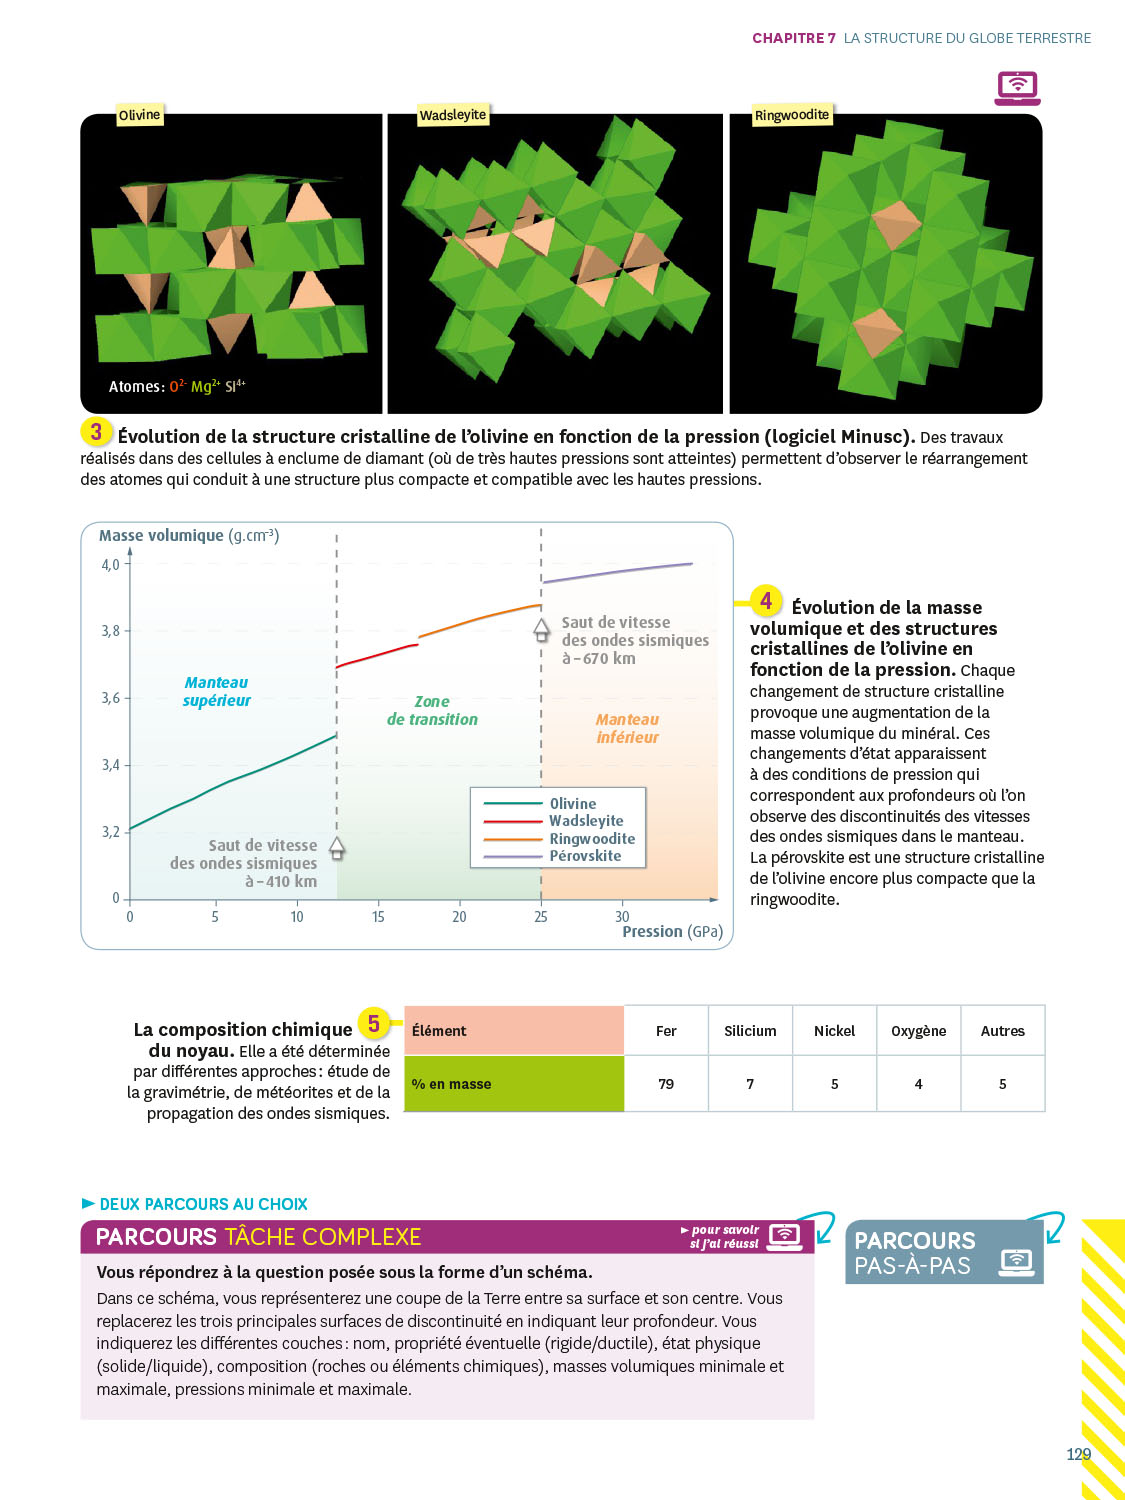 CHAPITRE 7 LA STRUCTURE DU GLOBE TERRESTRE
Olivine
Wadsleyite
Ringwoodite
Atomes : O2- Mg2+ Si4+
3 Évolution de la structure cristalline de l’olivine en fonction de la pression (logiciel Minusc). Des travaux
réalisés dans des cellules à enclume de diamant (où de très hautes pressions sont atteintes) permettent d’observer le réarrangement
des atomes qui conduit à une structure plus compacte et compatible avec les hautes pressions.
Masse volumique (g.cm-3)
4,0
3,8
3,6
3,4
3,2
0
Manteau
supérieur
Zone
de transition
Manteau
inférieur
Saut de vitesse
des ondes sismiques
à – 670 km
Saut de vitesse
des ondes sismiques
à – 410 km
Olivine
Wadsleyite
Ringwoodite
Pérovskite
0 5 10 15 20 25 30
Pression (GPa)
4 Évolution de la masse
volumique et des structures
cristallines de l’olivine en
fonction de la pression. Chaque
changement de structure cristalline
provoque une augmentation de la
masse volumique du minéral. Ces
changements d’état apparaissent
à des conditions de pression qui
correspondent aux profondeurs où l’on
observe des discontinuités des vitesses
des ondes sismiques dans le manteau.
La pérovskite est une structure cristalline
de l’olivine encore plus compacte que la
ringwoodite.
La composition chimique 5
du noyau. Elle a été déterminée
par différentes approches : étude de
la gravimétrie, de météorites et de la
propagation des ondes sismiques.
Élément Fer Silicium Nickel Oxygène Autres
% en masse 79 7 5 4 5
► DEUX PARCOURS AU CHOIX
PARCOURS TÂCHE COMPLEXE
► pour savoir
si j’ai réussi
Vous répondrez à la question posée sous la forme d’un schéma.
Dans ce schéma, vous représenterez une coupe de la Terre entre sa surface et son centre. Vous
replacerez les trois principales surfaces de discontinuité en indiquant leur profondeur. Vous
indiquerez les différentes couches : nom, propriété éventuelle (rigide/ductile), état physique
(solide/liquide), composition (roches ou éléments chimiques), masses volumiques minimale et
maximale, pressions minimale et maximale.
PARCOURS
PAS-À-PAS
129